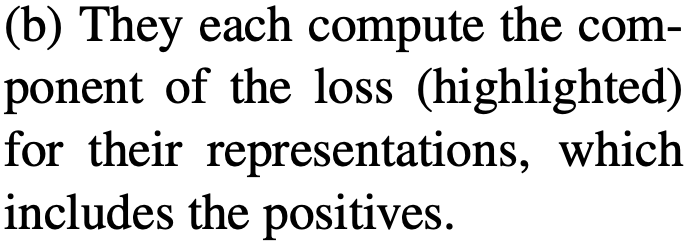 (b) They each compute the com-
ponent of the loss (highlighted)
for their representations, which
includes the positives.